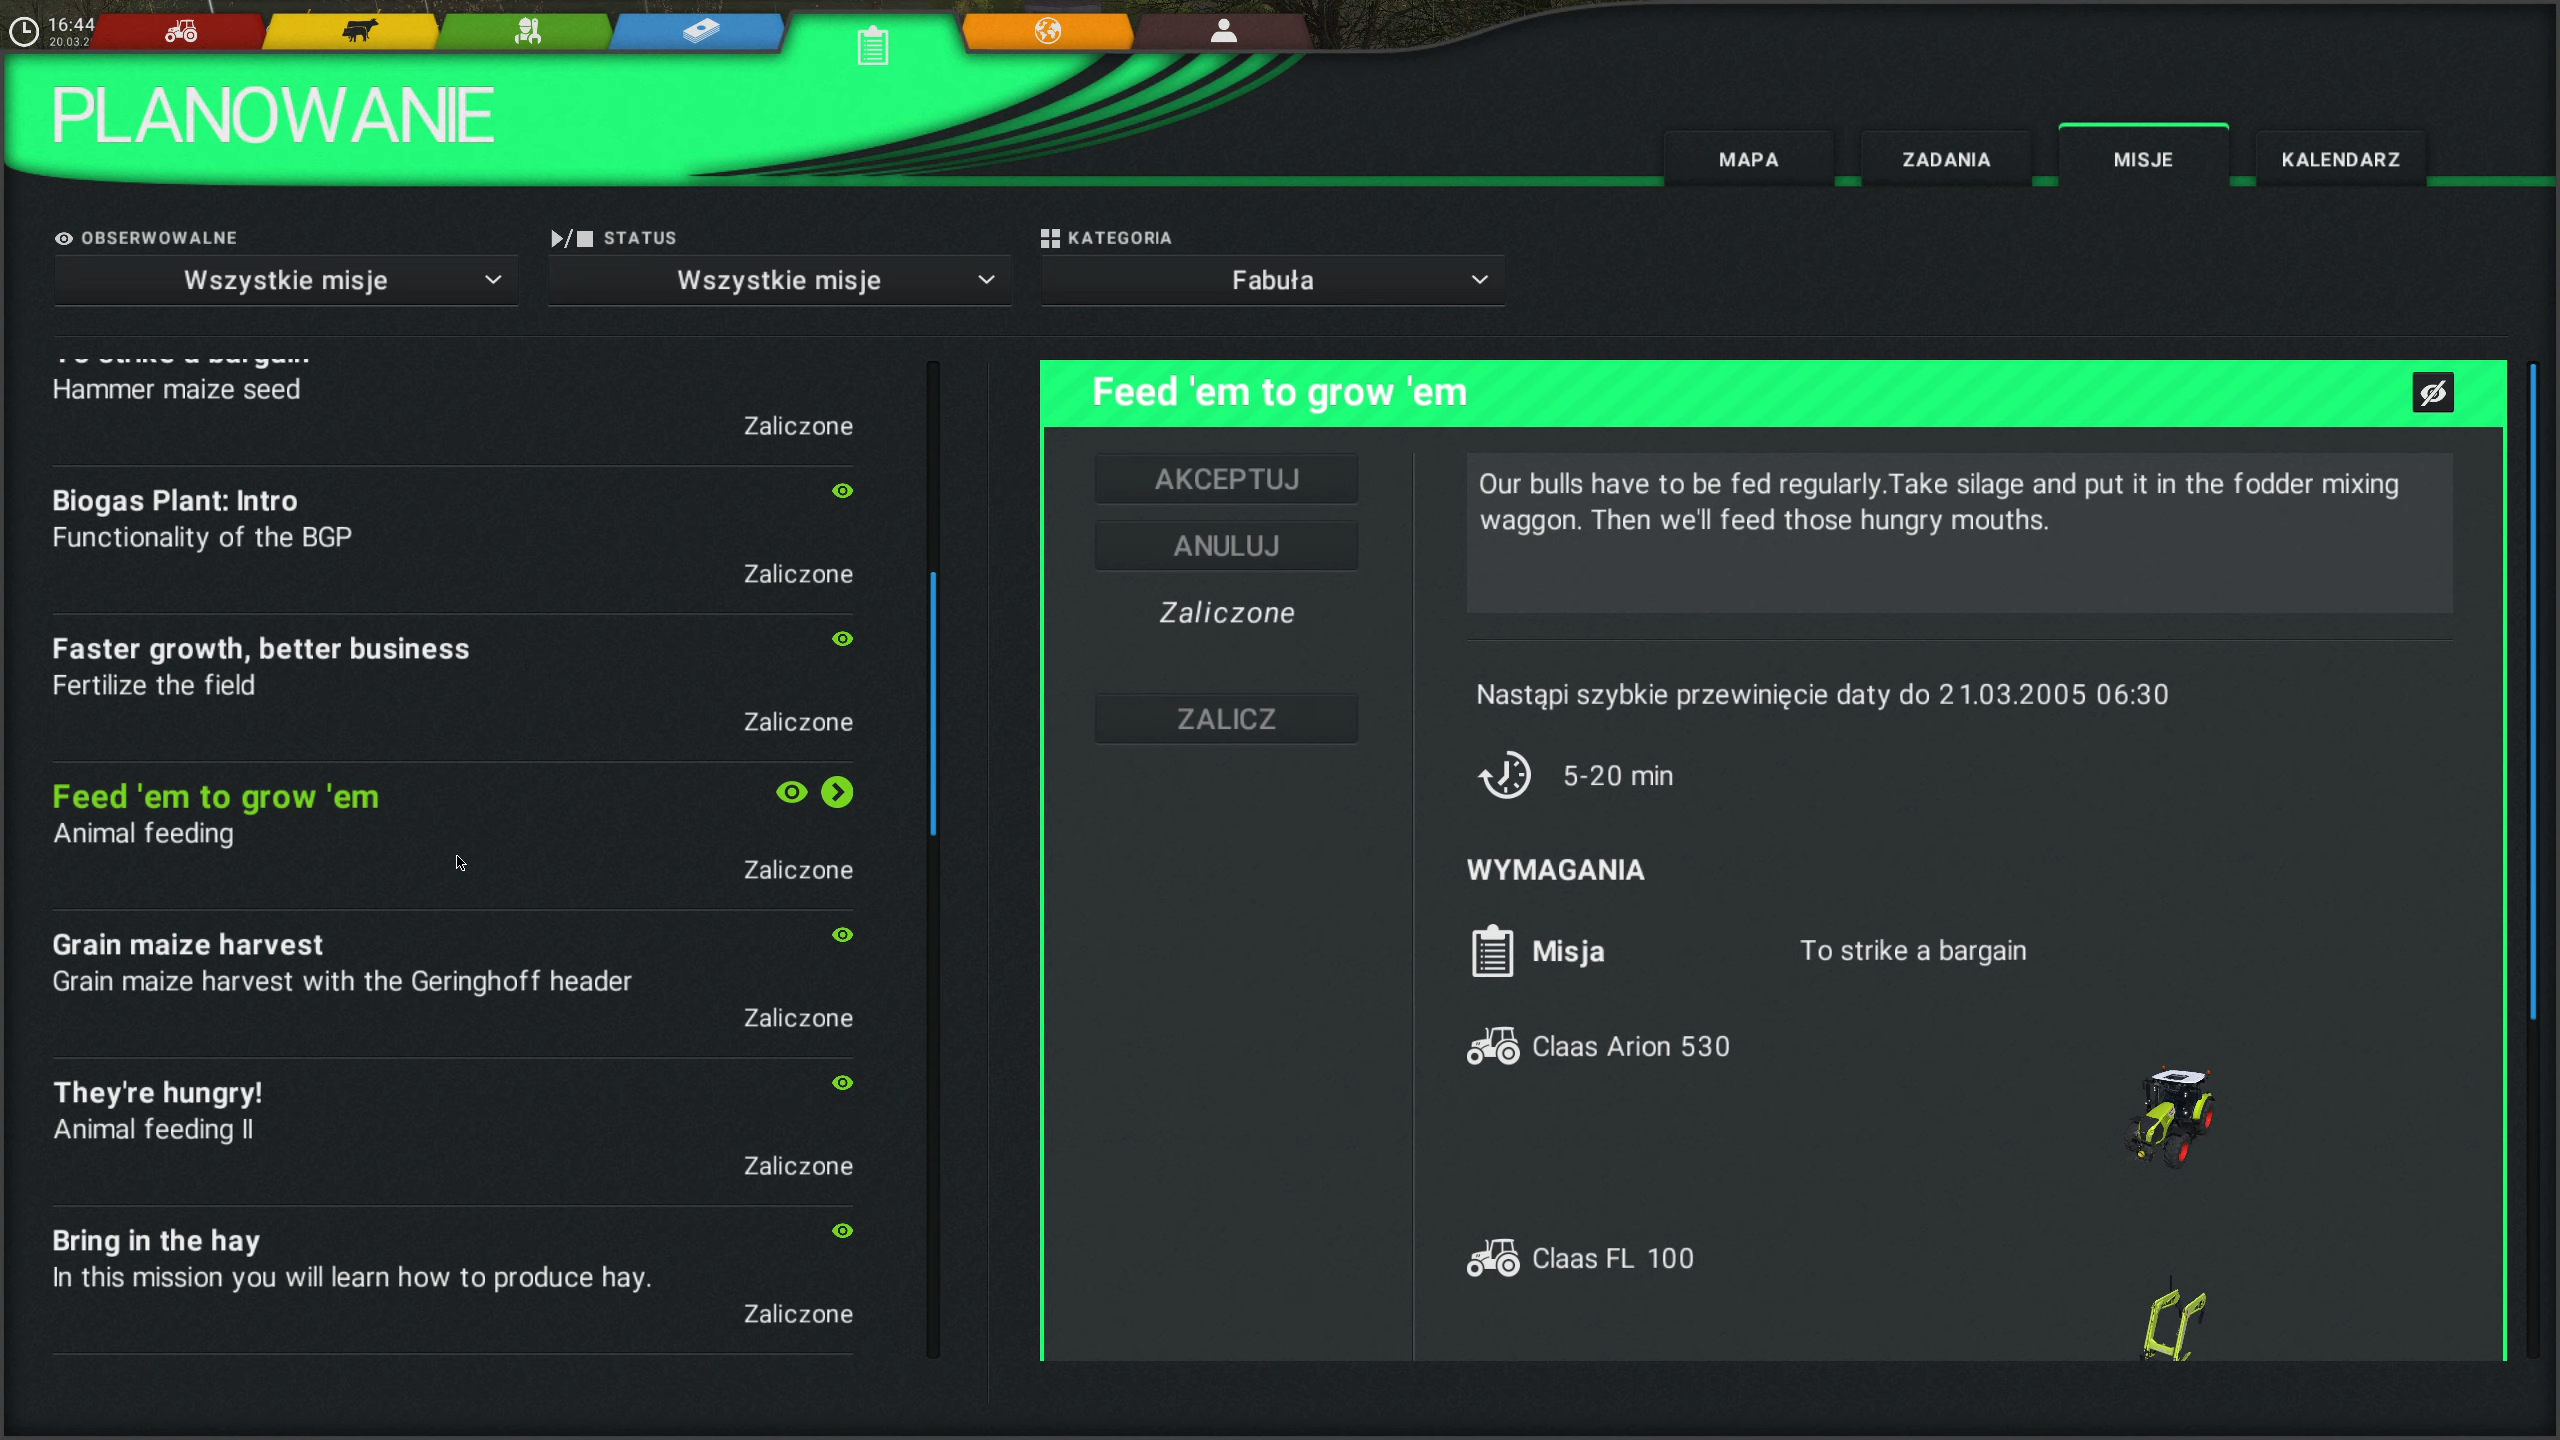 16:44
20.03.2
PLANOWANIE
MAPA
ZADANIA
MISJE
KALENDARZ
OBSERWOWALNE
STATUS
KATEGORIA
Wszystkie misje
Wszystkie misje
Fabuła
To strike a bargain
Hammer maize seed
Zaliczone
Biogas Plant: Intro
Functionality of the BGP
Zaliczone
Faster growth, better business
Fertilize the field
Zaliczone
Feed 'em to grow 'em
Animal feeding
Zaliczone
Grain maize harvest
Grain maize harvest with the Geringhoff header
Zaliczone
They're hungry!
Animal feeding II
Zaliczone
Bring in the hay
In this mission you will learn how to produce hay.
Zaliczone
Feed 'em to grow 'em
AKCEPTUJ
ANULUJ
Zaliczone
ZALICZ
Our bulls have to be fed regularly.Take silage and put it in the fodder mixing
waggon. Then we'll feed those hungry mouths.
Nastąpi szybkie przewinięcie daty do 21.03.2005 06:30
5-20 min
WYMAGANIA
Misja
To strike a bargain
Claas Arion 530
Claas FL 100